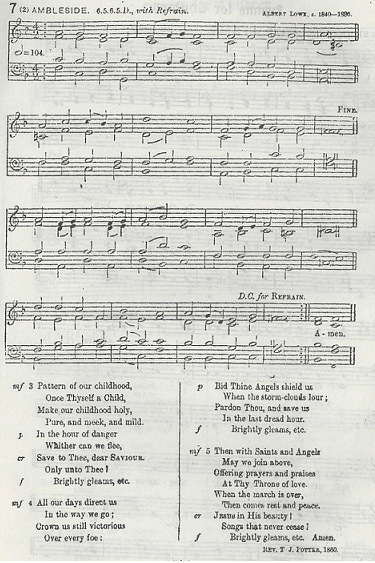 7 (2) AMBLESIDE. 6.5.6.5.D., with Refrain. ALBERT LOWE, c. 1840—1886.
=104.
FINE.
D.C. for REFRAIN.
A - men.
mf 3 Pattern of our childhood,
Once Thyself a Child,
Make our childhood holy,
Pure, and meek, and mild.
p In the hour of danger
Whither can we flee,
cr Save to Thee, dear SAVIOUR,
Only unto Thee!
f Brightly gleams, etc.
mf 4 All our days direct us
In the way we go;
Crown us still victorious
Over every foe:
p Bid Thine Angels shield us
When the storm-clouds lour;
Pardon Thou, and save us
In the last dread hour.
f Brightly gleams, etc.
mf 5 Then with Saints and Angels
May we join above,
Offering prayers and praises
At Thy Throne of love.
When the march is over,
Then comes rest and peace.
cr JESUS in His beauty!
Songs that never cease!
f Brightly gleams, etc. Amen.
REV. T. J. POTTER, 1860.